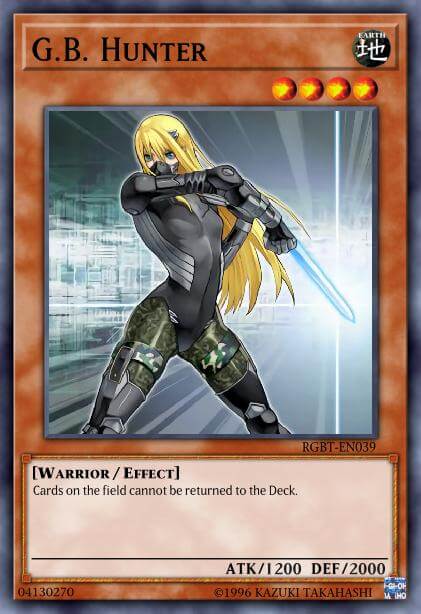 G.B. Hunter
EARTH
地
RGBT-EN039
[Warrior / Effect]
Cards on the field cannot be returned to the Deck.
ATK/1200 DEF/2000
04130270
©1996 KAZUKI TAKAHASHI